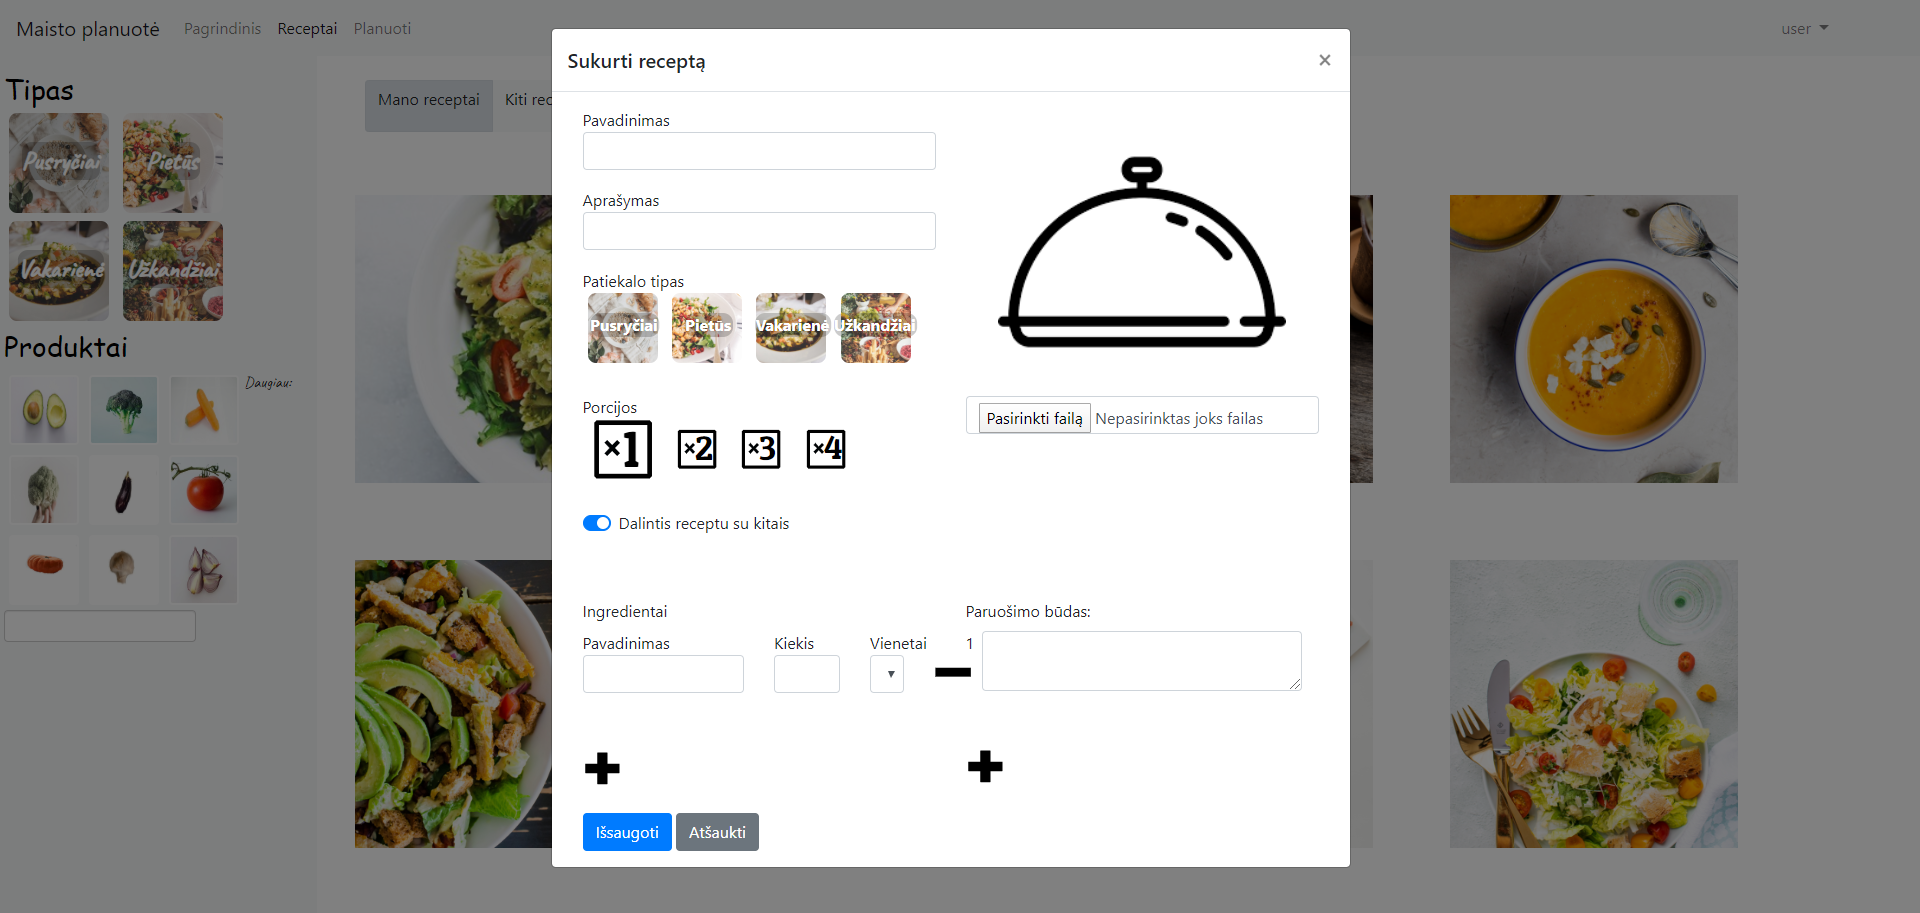 Maisto planuotė Pagrindinis Receptai Planuoti user
Tipas
Pusryčiai Pietūs
Vakarienė Užkandžiai
Produktai
Daugiau:
Mano receptai Kiti rec
Sukurti receptą ×
Pavadinimas
Aprašymas
Patiekalo tipas
Pusryčiai Pietūs Vakarienė Užkandžiai
Porcijos
×1 ×2 ×3 ×4
Pasirinkti failą Nepasirinktas joks failas
Dalintis receptu su kitais
Ingredientai
Pavadinimas Kiekis Vienetai
Paruošimo būdas:
1
Išsaugoti Atšaukti